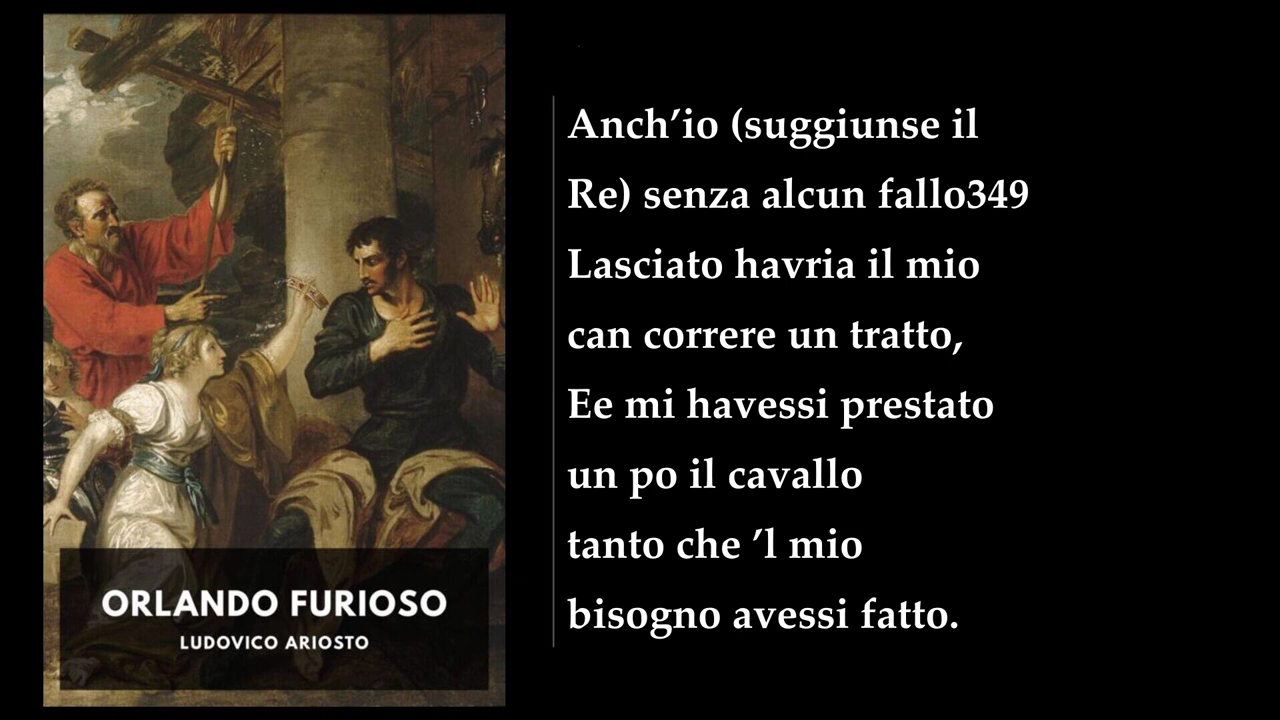 ORLANDO FURIOSO
LUDOVICO ARIOSTO
Anch’io (suggiunse il
Re) senza alcun fallo349
Lasciato havria il mio
can correre un tratto,
Ee mi havessi prestato
un po il cavallo
tanto che ’l mio
bisogno avessi fatto.